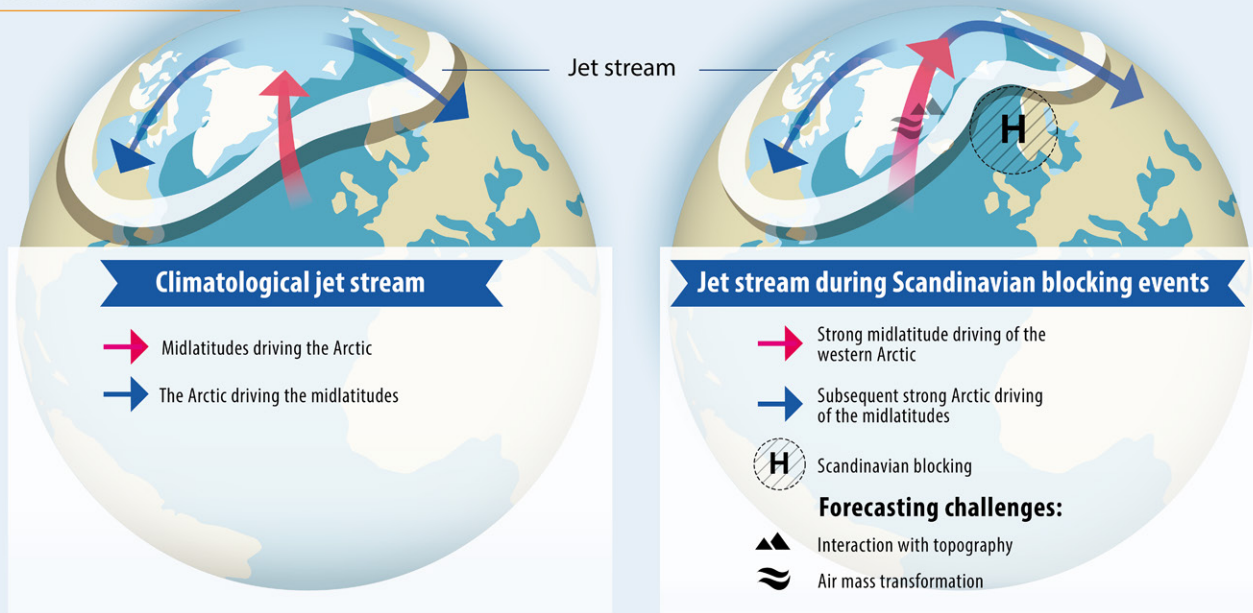 Jet stream
Climatological jet stream
Midlatitudes driving the Arctic
The Arctic driving the midlatitudes
H
Jet stream during Scandinavian blocking events
Strong midlatitude driving of the
western Arctic
Subsequent strong Arctic driving
of the midlatitudes
H
Scandinavian blocking
Forecasting challenges:
Interaction with topography
Air mass transformation